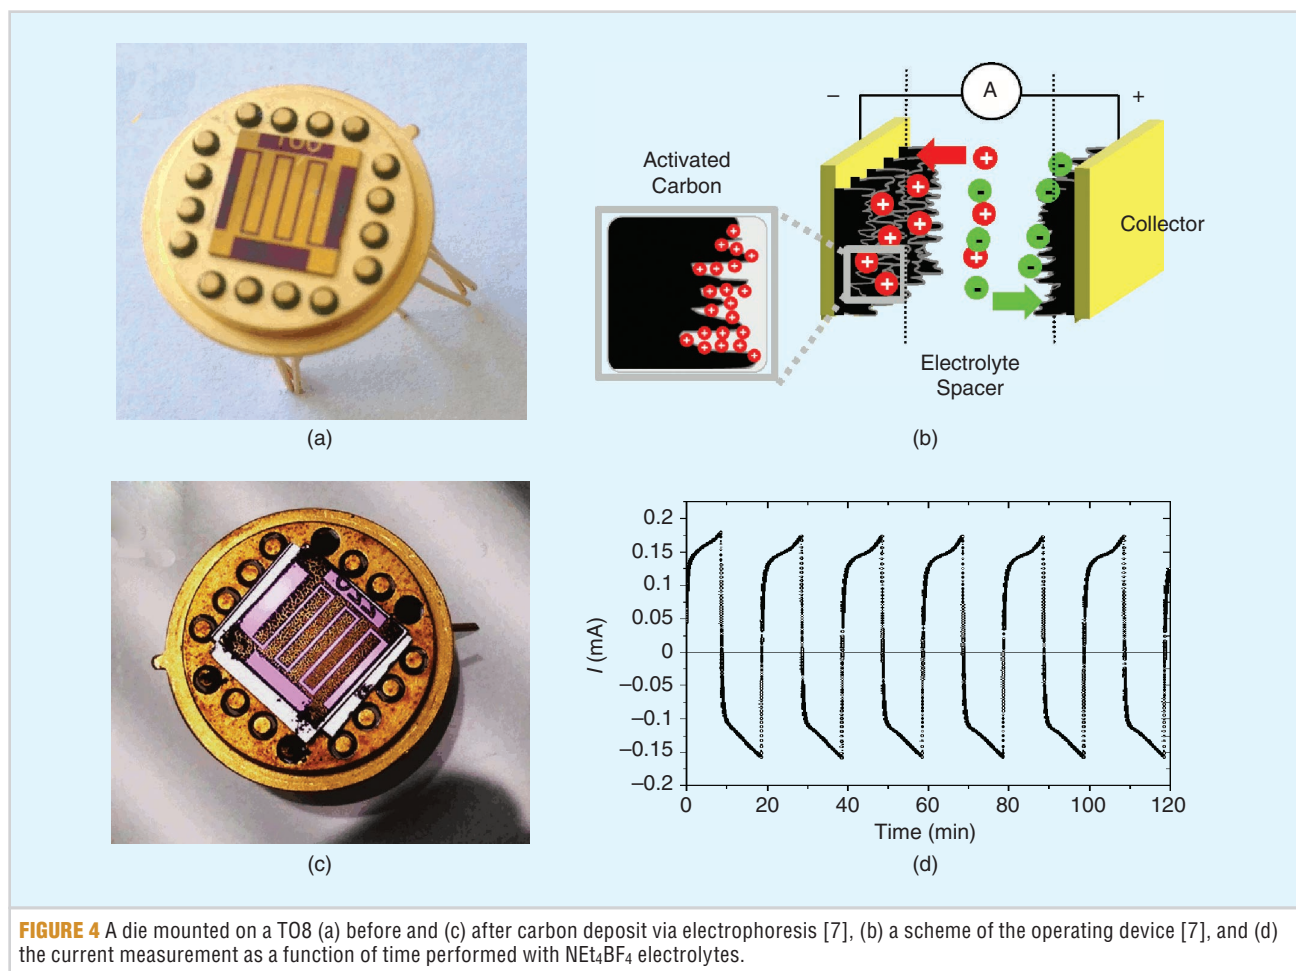 100
(a)
–
A
+
Activated
Carbon
Collector
Electrolyte
Spacer
(b)
(c)
0.2
0.15
0.1
0.05
0
–0.05
–0.1
–0.15
–0.2
I (mA)
0 20 40 60 80 100 120
Time (min)
(d)
FIGURE 4 A die mounted on a TO8 (a) before and (c) after carbon deposit via electrophoresis [7], (b) a scheme of the operating device [7], and (d)
the current measurement as a function of time performed with NEt₄BF₄ electrolytes.